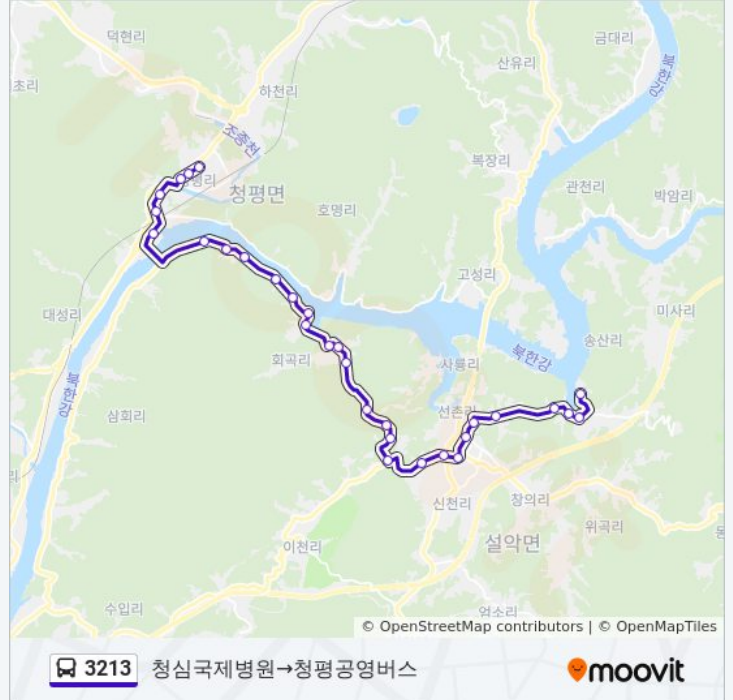 덕현리
금대리
산유리
북한강
하천리
조종천
복장리
청평면
관천리
박암리
호명리
고성리
대성리
미사리
북한강
송산리
회곡리
사룡리
북한강
삼회리
선촌리
신천리
창의리
위곡리
이천리
설악면
수입리
엄소리
© OpenStreetMap contributors | © OpenMapTiles
3213 청심국제병원→청평공영버스
moovit